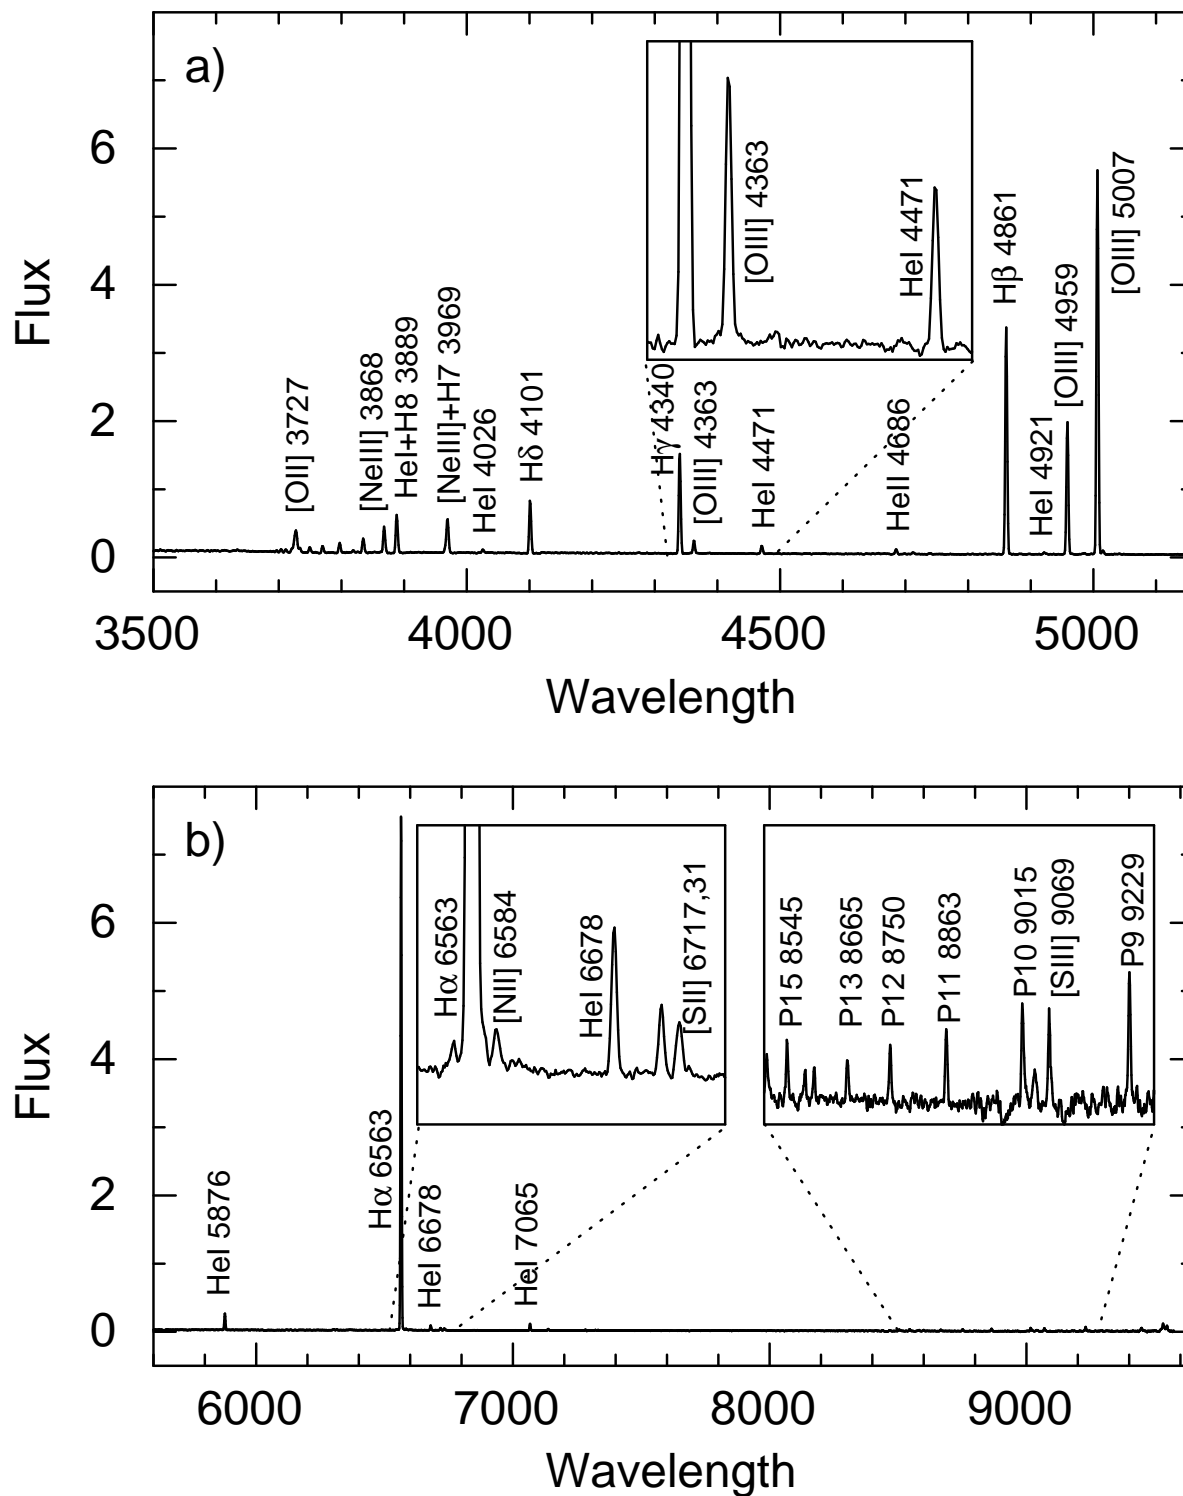 a)
Flux
6
4
2
0
[OII] 3727
[NeIII] 3868
HeI+H8 3889
[NeIII]+H7 3969
HeI 4026
Hδ 4101
Hγ 4340
[OIII] 4363
HeI 4471
HeII 4686
Hβ 4861
HeI 4921
[OIII] 4959
[OIII] 5007
[OIII] 4363
HeI 4471
3500 4000 4500 5000
Wavelength
b)
Flux
6
4
2
0
HeI 5876
Hα 6563
HeI 6678
HeI 7065
Hα 6563
[NII] 6584
HeI 6678
[SII] 6717,31
P15 8545
P13 8665
P12 8750
P11 8863
P10 9015
[SIII] 9069
P9 9229
6000 7000 8000 9000
Wavelength